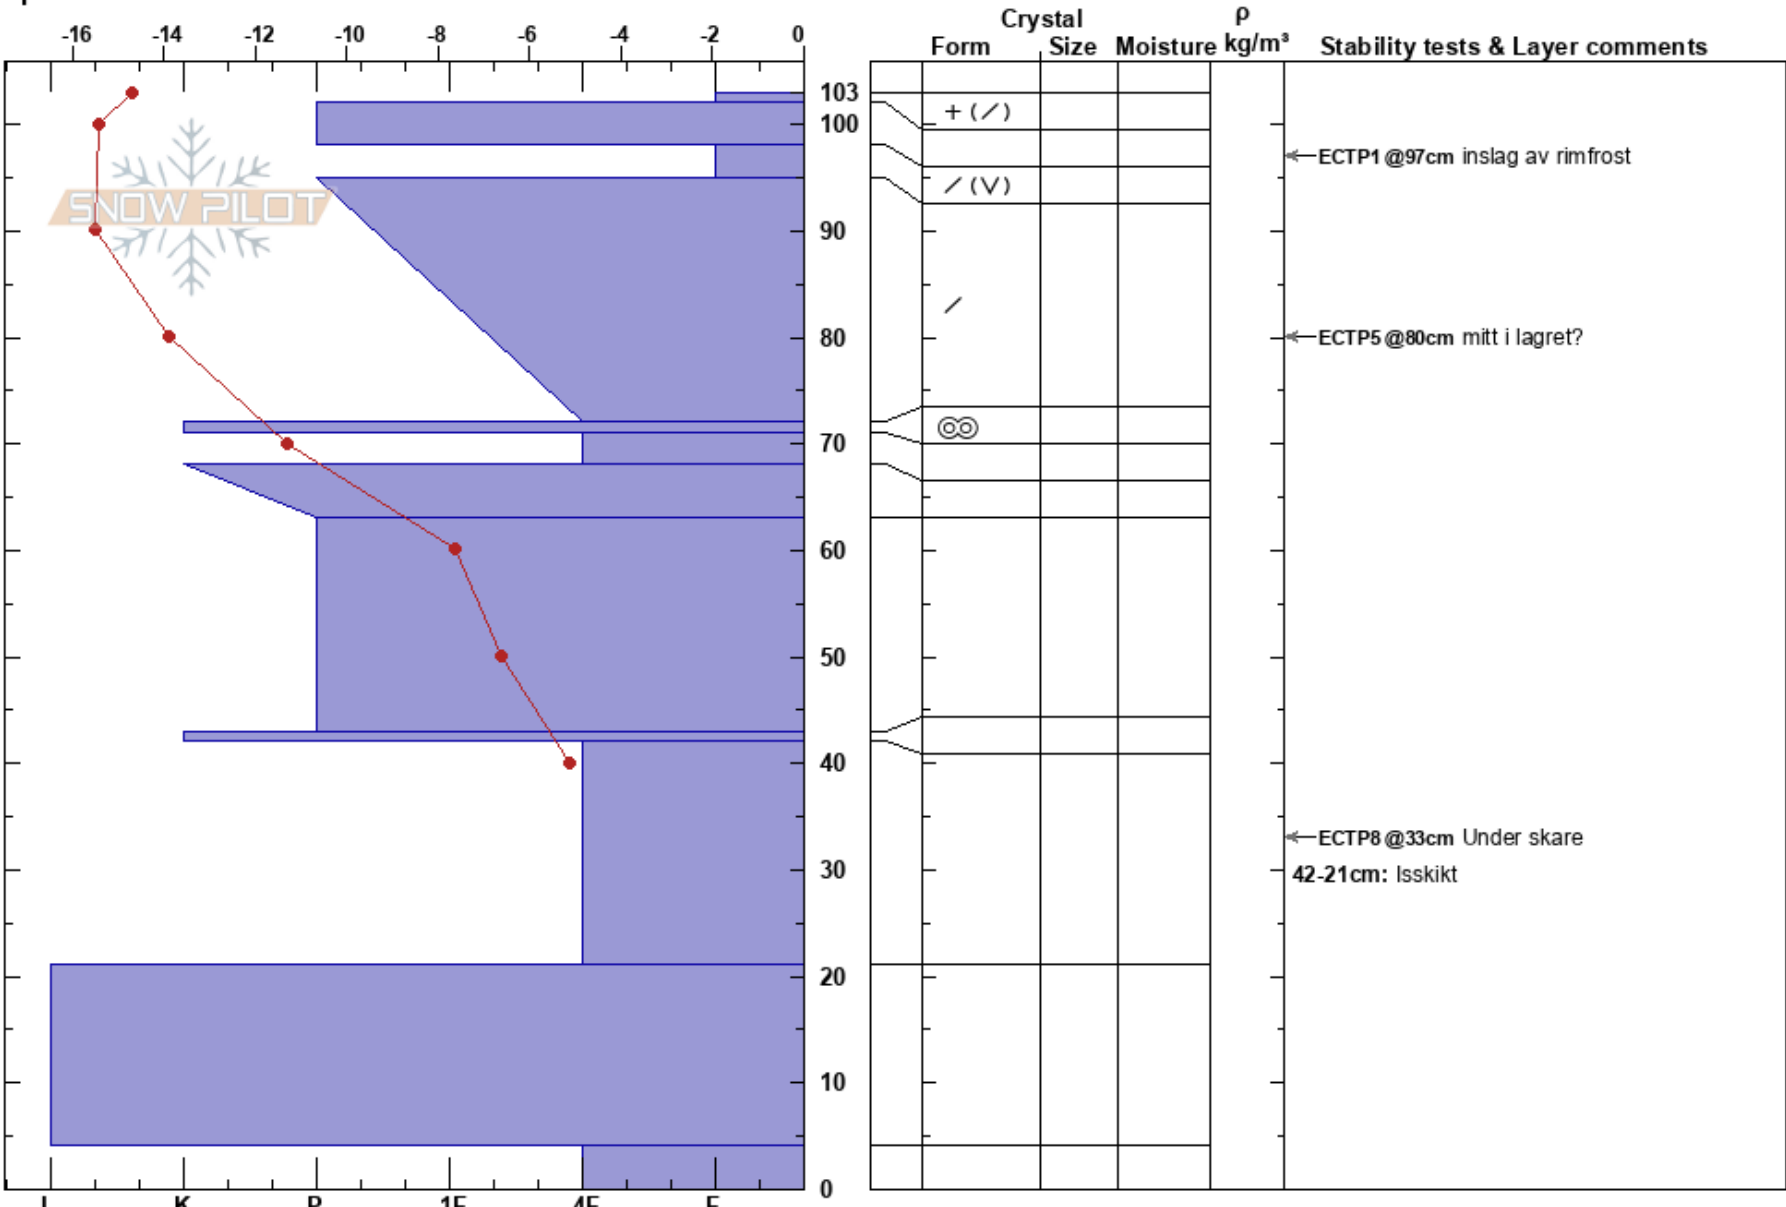 Crystal ρ
-16 -14 -12 -10 -8 -6 -4 -2 0 Form Size Moisture kg/m³ Stability tests & Layer comments
103
+ (/)
100
ECTP1 @97cm inslag av rimfrost
/ (V)
SNOW PILOT
90
/
80 ECTP5 @80cm mitt i lagret?
70
60
50
40
ECTP8 @33cm Under skare
30 42-21cm: Isskikt
20
10
0
I K P 1F 4F F